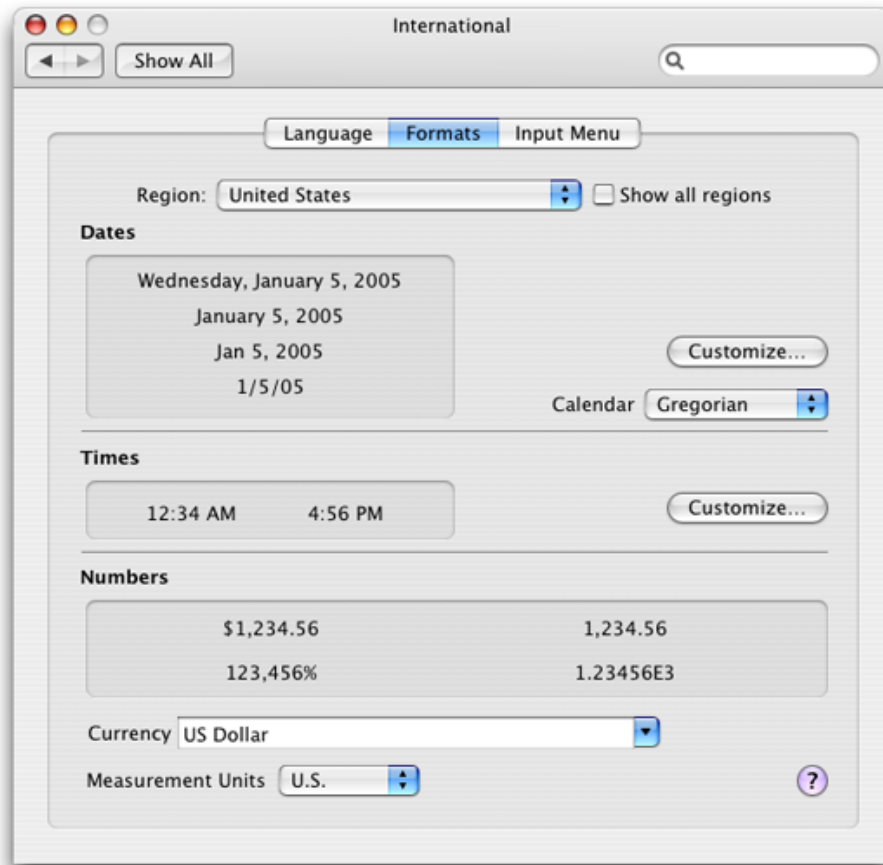 International
Show All
Language Formats Input Menu
Region: United States Show all regions
Dates
Wednesday, January 5, 2005
January 5, 2005
Jan 5, 2005
Customize...
1/5/05
Calendar Gregorian
Times
12:34 AM 4:56 PM Customize...
Numbers
$1,234.56 1,234.56
123,456% 1.23456E3
Currency US Dollar
Measurement Units U.S. ?